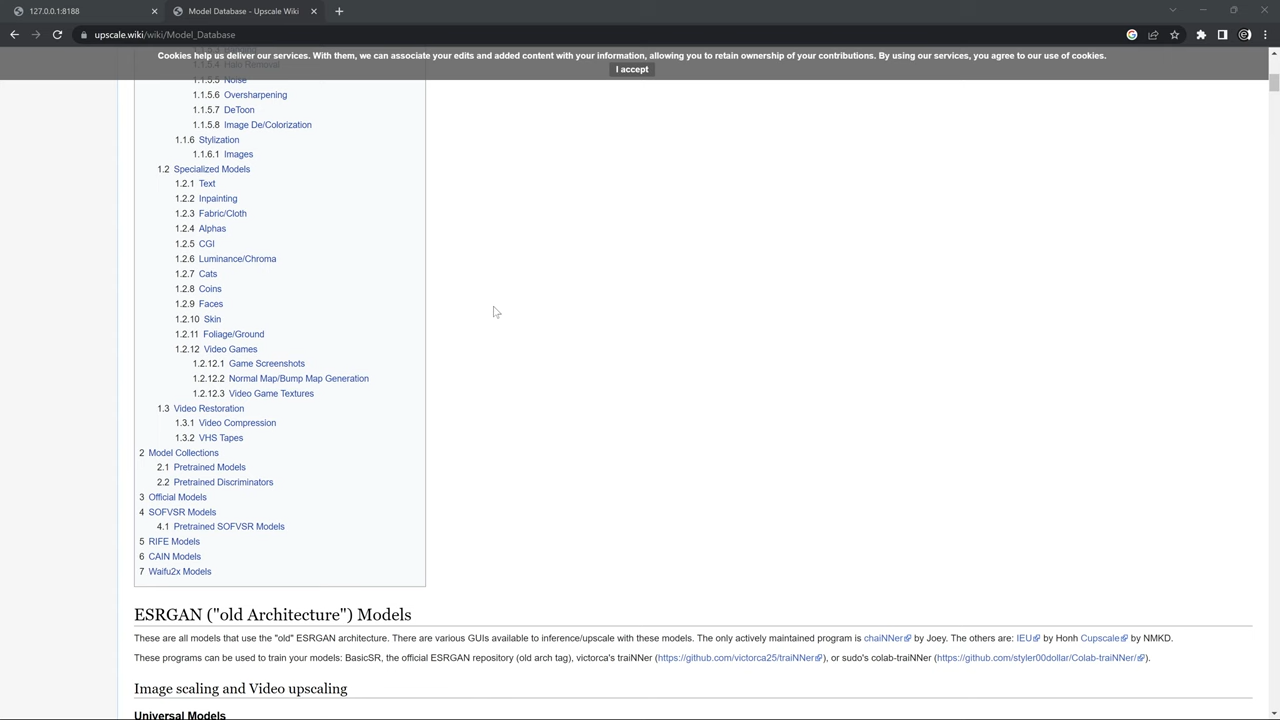 127.0.0.1:8188
Model Database - Upscale Wiki
upscale.wiki/wiki/Model_Database
Cookies help us deliver our services. With them, we can associate your edits and added content with your information, allowing you to retain ownership of your contributions. By using our services, you agree to our use of cookies.
I accept
1.1.5.4 Halo Removal
1.1.5.5 Noise
1.1.5.6 Oversharpening
1.1.5.7 DeToon
1.1.5.8 Image De/Colorization
1.1.6 Stylization
1.1.6.1 Images
1.2 Specialized Models
1.2.1 Text
1.2.2 Inpainting
1.2.3 Fabric/Cloth
1.2.4 Alphas
1.2.5 CGI
1.2.6 Luminance/Chroma
1.2.7 Cats
1.2.8 Coins
1.2.9 Faces
1.2.10 Skin
1.2.11 Foliage/Ground
1.2.12 Video Games
1.2.12.1 Game Screenshots
1.2.12.2 Normal Map/Bump Map Generation
1.2.12.3 Video Game Textures
1.3 Video Restoration
1.3.1 Video Compression
1.3.2 VHS Tapes
2 Model Collections
2.1 Pretrained Models
2.2 Pretrained Discriminators
3 Official Models
4 SOFVSR Models
4.1 Pretrained SOFVSR Models
5 RIFE Models
6 CAIN Models
7 Waifu2x Models
ESRGAN ("old Architecture") Models
These are all models that use the "old" ESRGAN architecture. There are various GUIs available to inference/upscale with these models. The only actively maintained program is chaiNNer by Joey. The others are: IEU by Honh Cupscale by NMKD.
These programs can be used to train your models: BasicSR, the official ESRGAN repository (old arch tag), victorca's traiNNer (https://github.com/victorca25/traiNNer), or sudo's colab-traiNNer (https://github.com/styler00dollar/Colab-traiNNer/).
Image scaling and Video upscaling
Universal Models